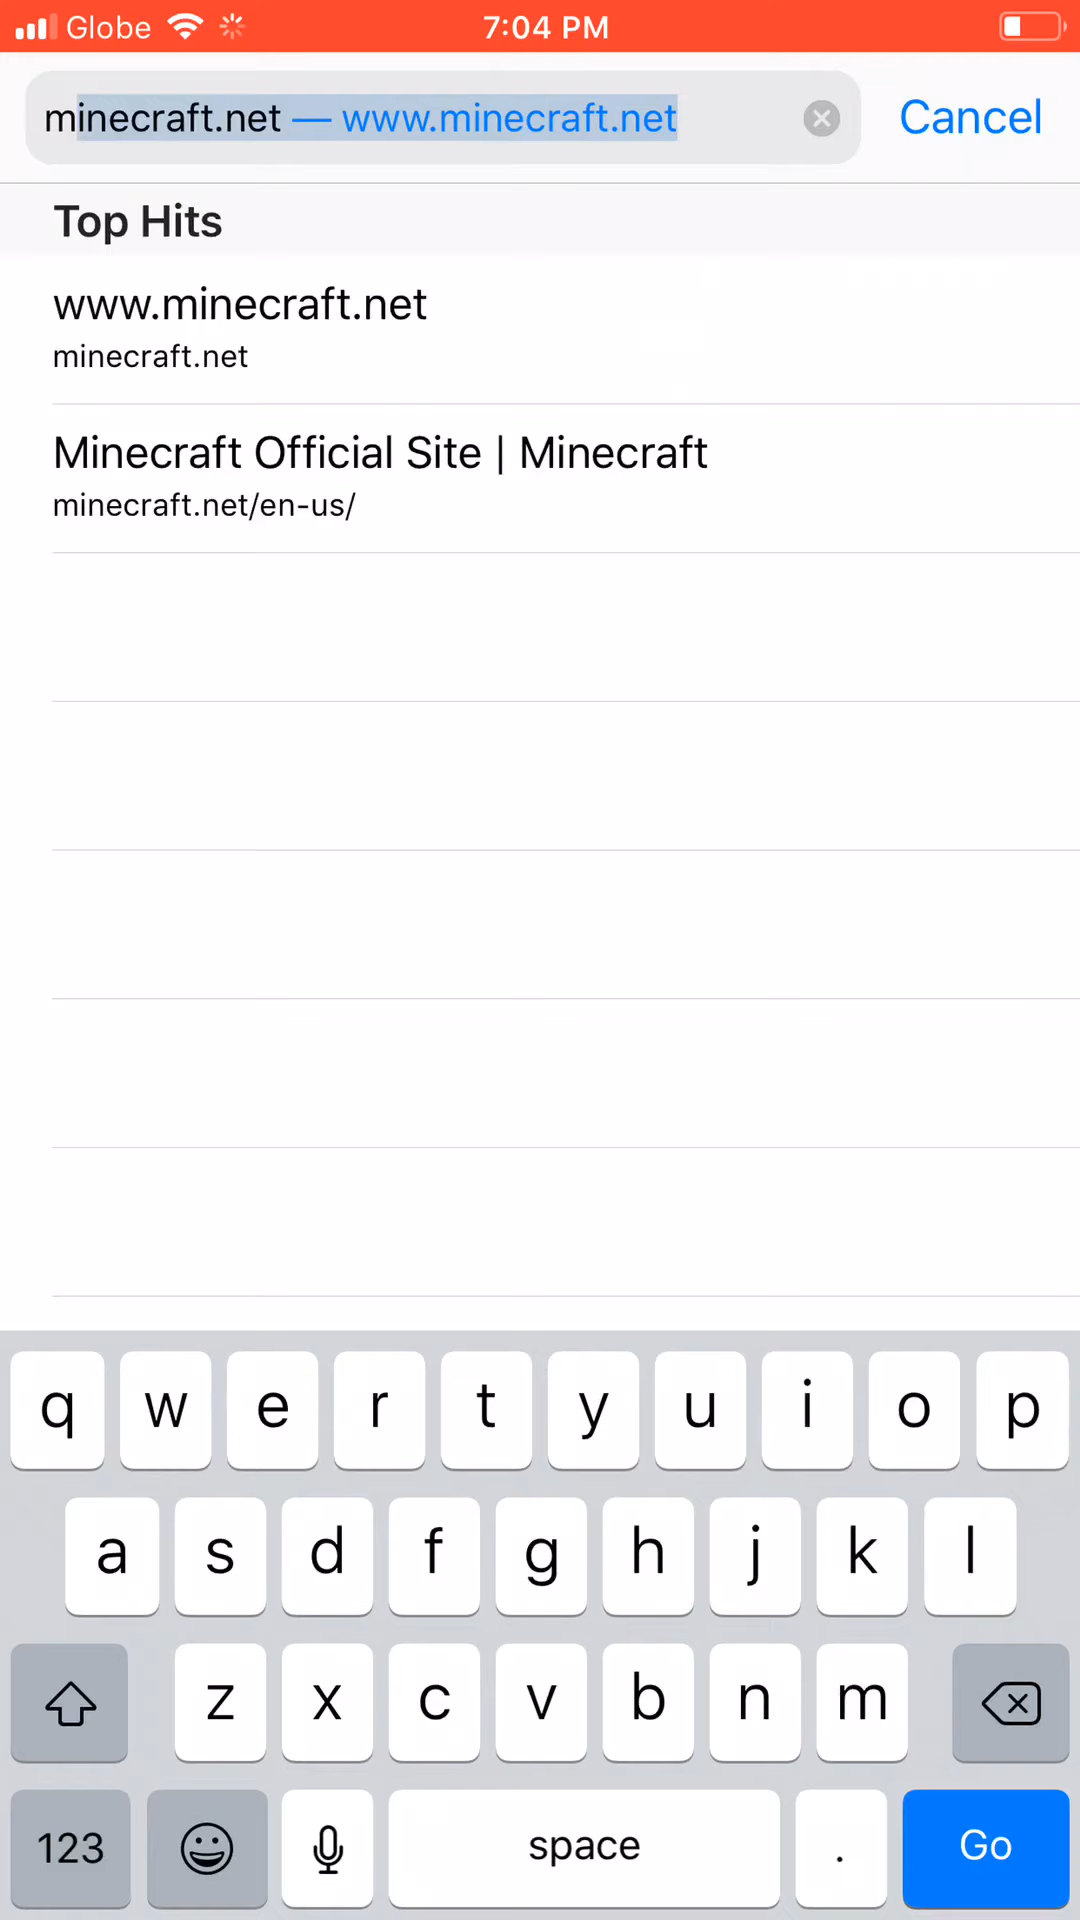 Globe 7:04 PM
minecraft.net — www.minecraft.net Cancel
Top Hits
www.minecraft.net
minecraft.net
Minecraft Official Site | Minecraft
minecraft.net/en-us/
q w e r t y u i o p
a s d f g h j k l
z x c v b n m
123 space . Go